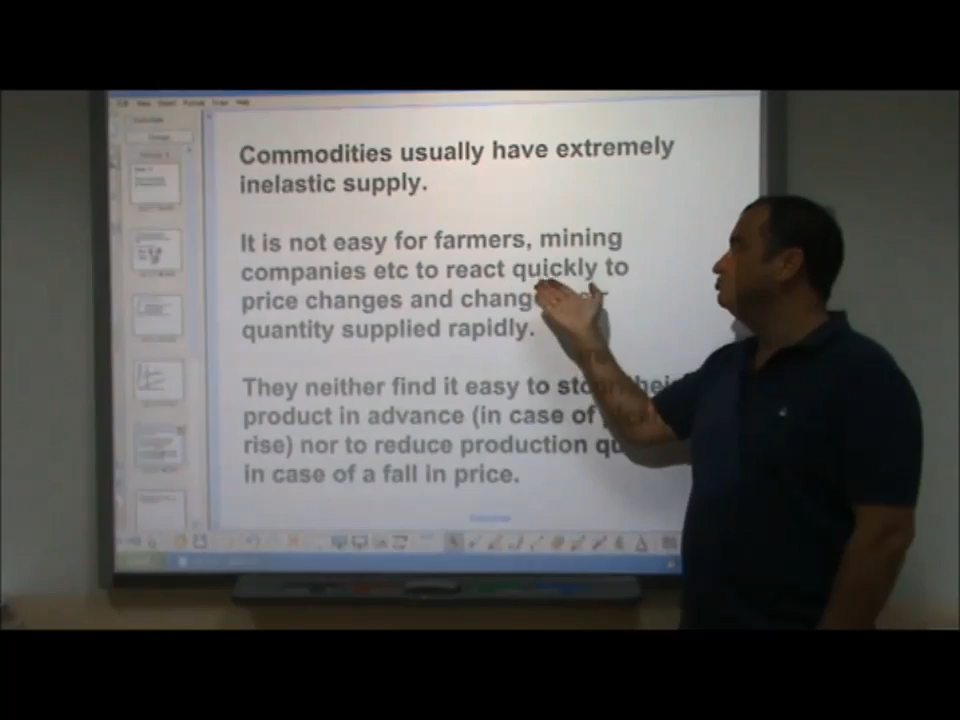 Commodities usually have extremely
inelastic supply.
It is not easy for farmers, mining
companies etc to react quickly to
price changes and change
quantity supplied rapidly.
They neither find it easy to
product in advance (in case of
rise) nor to reduce production
in case of a fall in price.